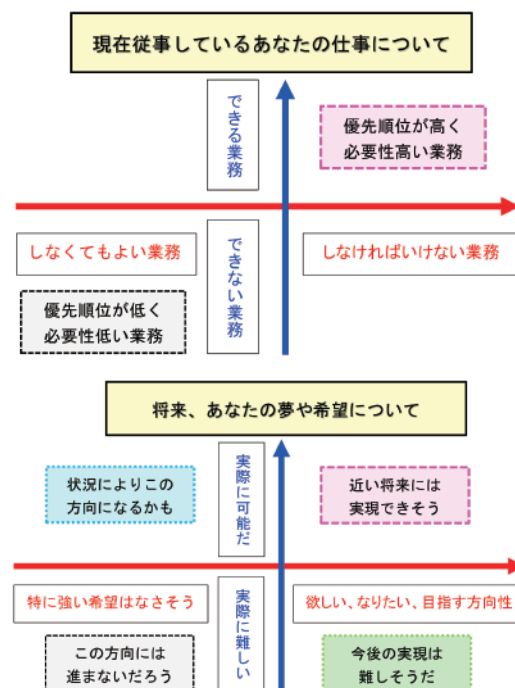 現在従事しているあなたの仕事について
できる業務
優先順位が高く
必要性高い業務
しなくてもよい業務
できない業務
しなければいけない業務
優先順位が低く
必要性低い業務
将来、あなたの夢や希望について
状況によりこの
方向になるかも
実際に可能だ
近い将来には
実現できそう
特に強い希望はなさそう
実際に難しい
欲しい、なりたい、目指す方向性
この方向には
進まないだろう
今後の実現は
難しそうだ